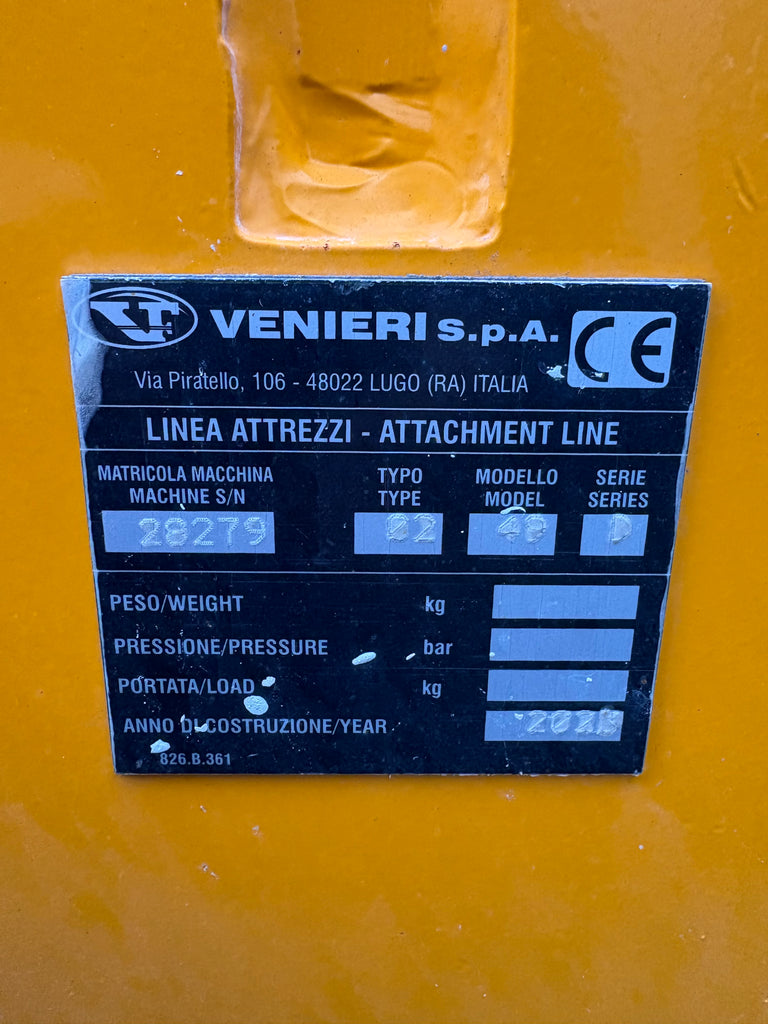 VF VENIERI S.p.A. CE
Via Piratello, 106 - 48022 LUGO (RA) ITALIA
LINEA ATTREZZI - ATTACHMENT LINE
MATRICOLA MACCHINA TYPO MODELLO SERIE
MACHINE S/N TYPE MODEL SERIES
28279 02 D
PESO/WEIGHT kg
PRESSIONE/PRESSURE bar
PORTATA/LOAD kg
ANNO DI COSTRUZIONE/YEAR
826.B.361